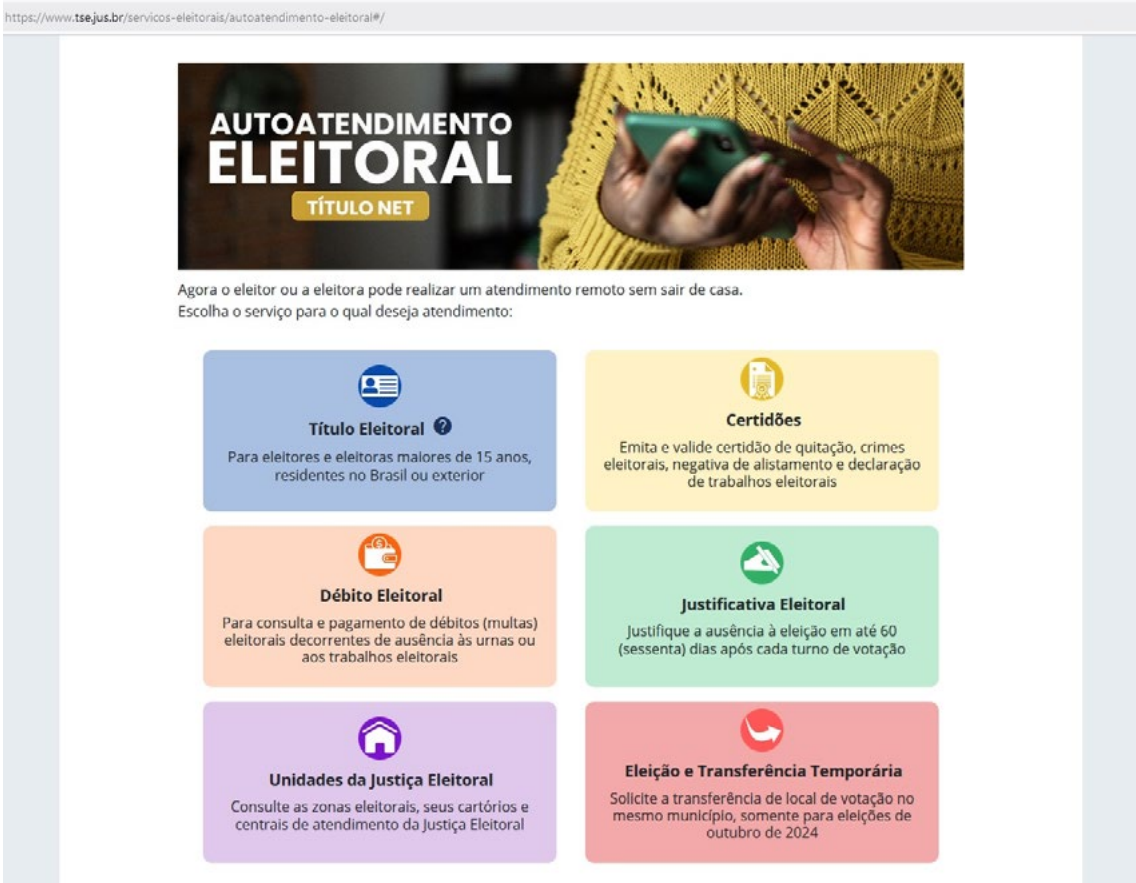 https://www.tse.jus.br/servicos-eleitorais/autoatendimento-eleitoral#/
AUTOATENDIMENTO
ELEITORAL
TÍTULO NET
Agora o eleitor ou a eleitora pode realizar um atendimento remoto sem sair de casa.
Escolha o serviço para o qual deseja atendimento:
Título Eleitoral ?
Para eleitores e eleitoras maiores de 15 anos,
residentes no Brasil ou exterior
Certidões
Emita e valide certidão de quitação, crimes
eleitorais, negativa de alistamento e declaração
de trabalhos eleitorais
Débito Eleitoral
Para consulta e pagamento de débitos (multas)
eleitorais decorrentes de ausência às urnas ou
aos trabalhos eleitorais
Justificativa Eleitoral
Justifique a ausência à eleição em até 60
(sessenta) dias após cada turno de votação
Unidades da Justiça Eleitoral
Consulte as zonas eleitorais, seus cartórios e
centrais de atendimento da Justiça Eleitoral
Eleição e Transferência Temporária
Solicite a transferência de local de votação no
mesmo município, somente para eleições de
outubro de 2024